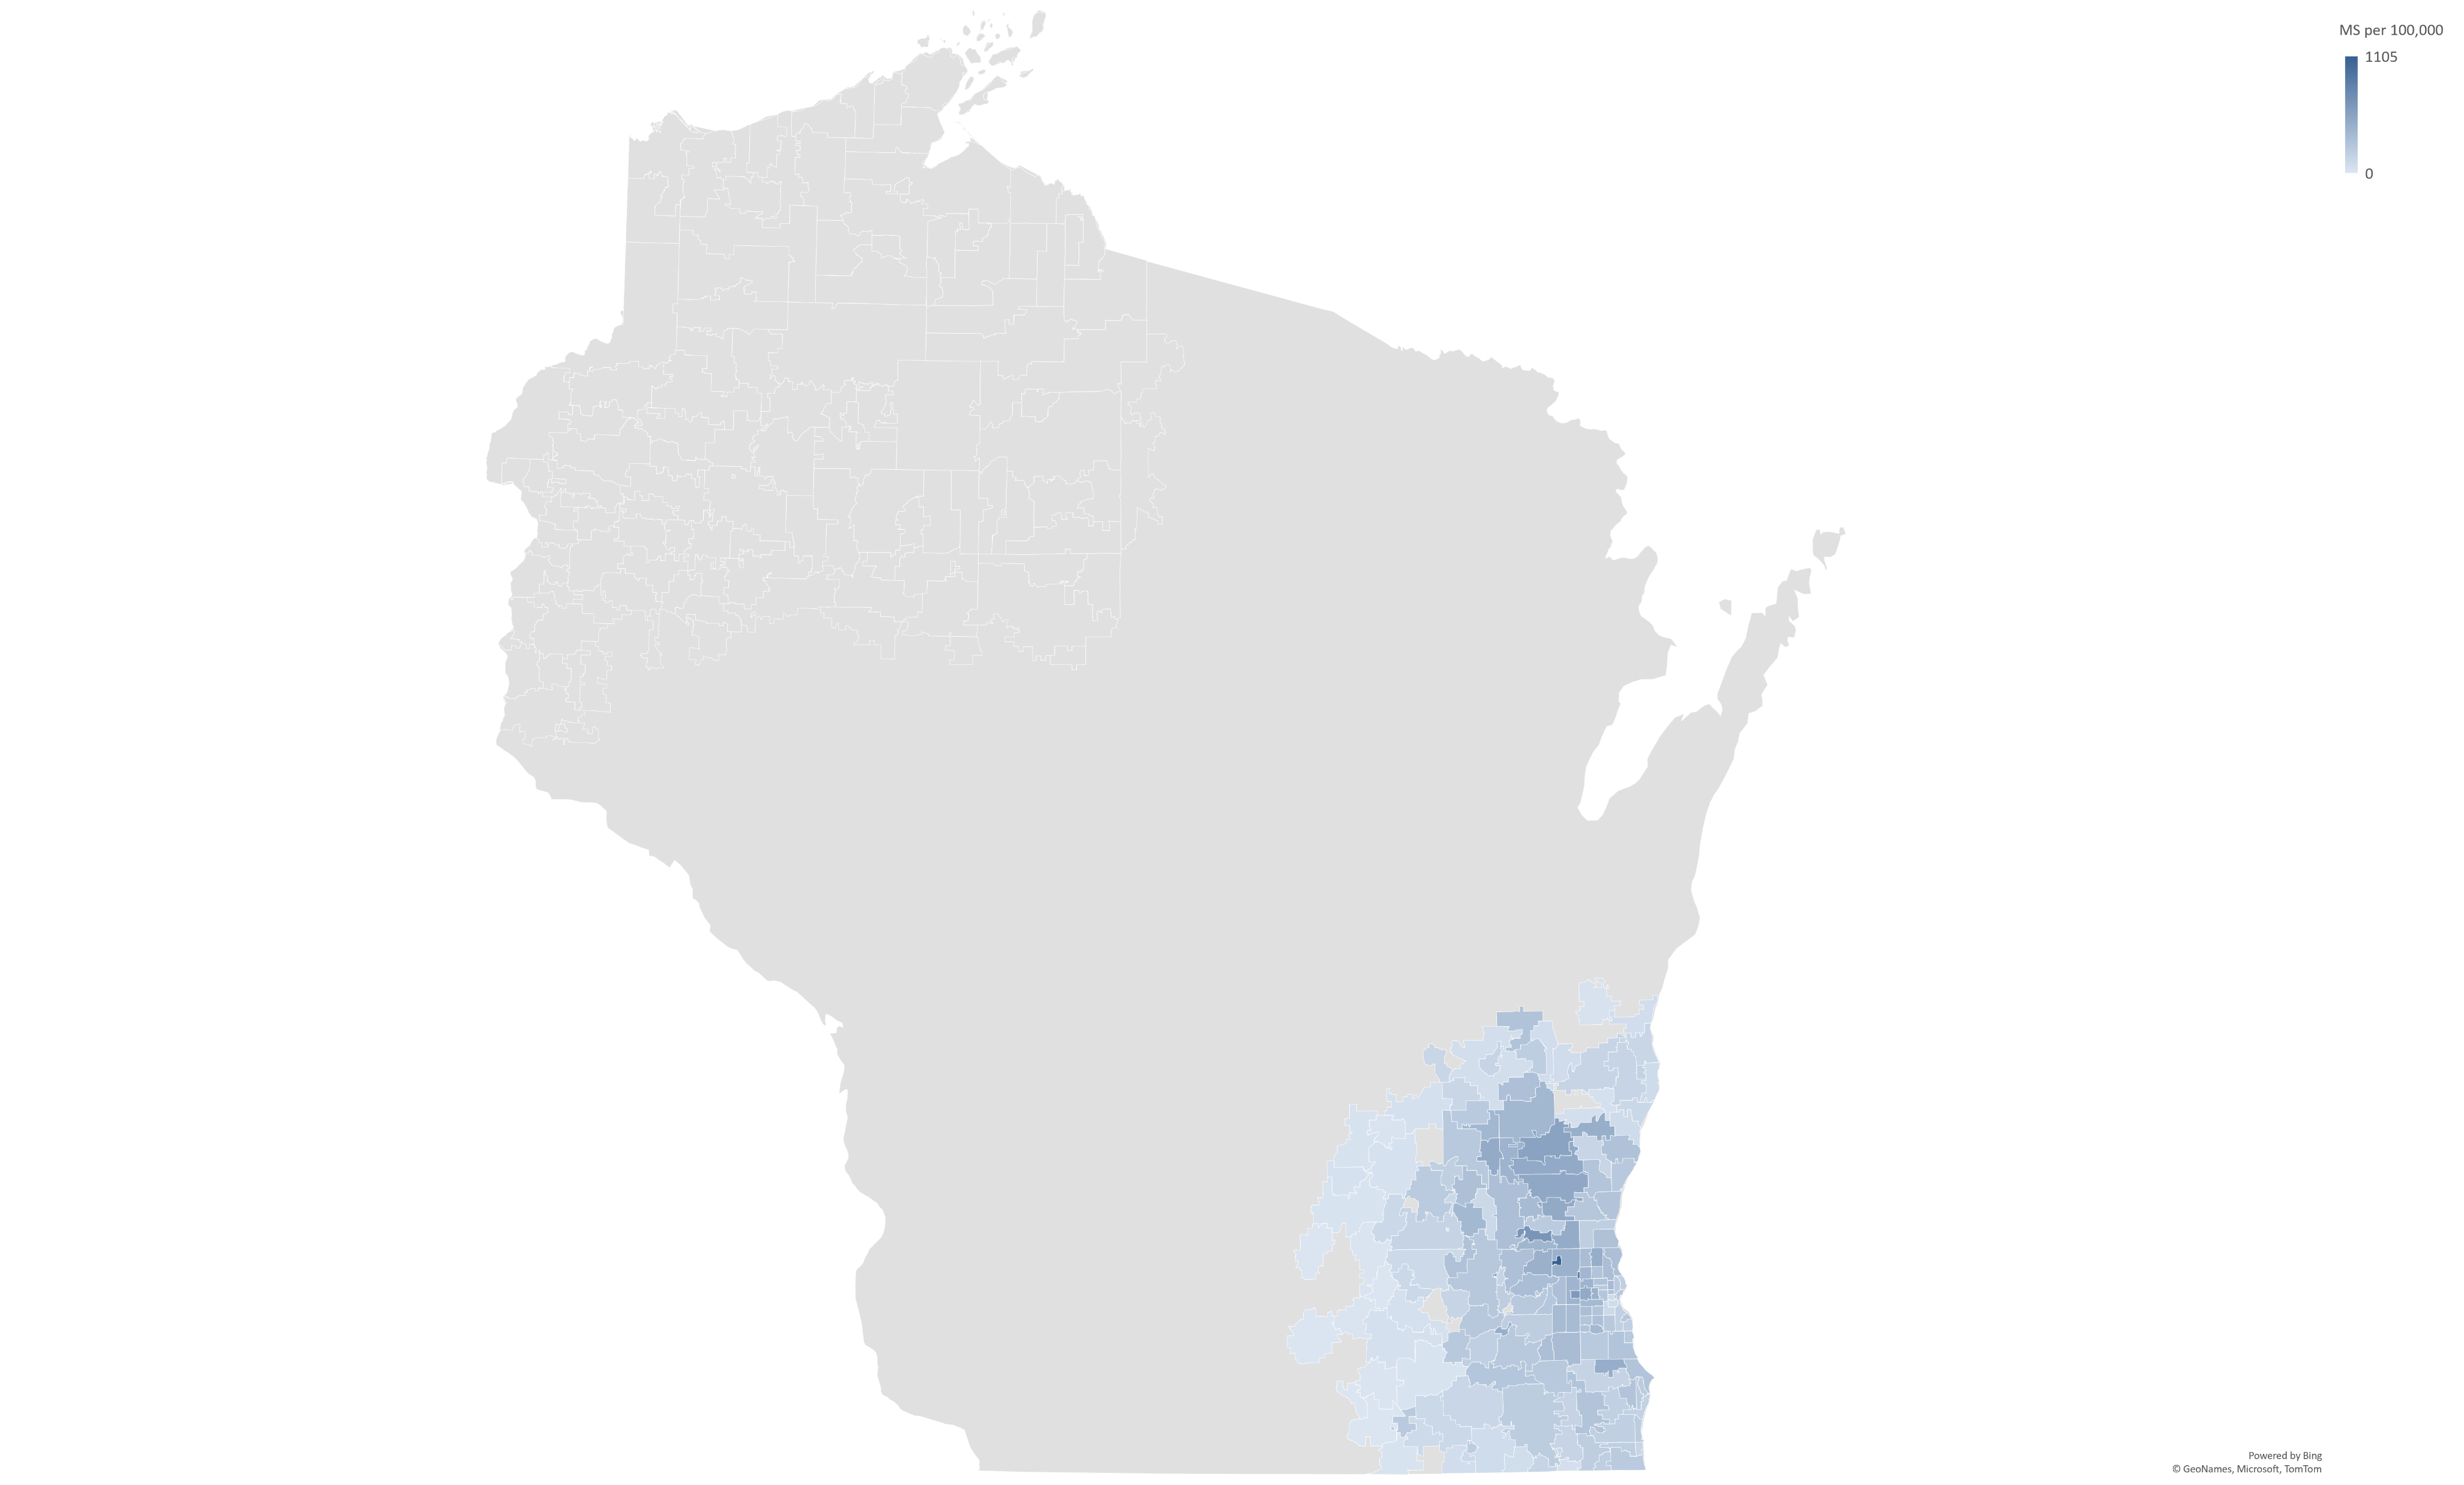 MS per 100,000
1105
0
Powered by Bing
© GeoNames, Microsoft, TomTom